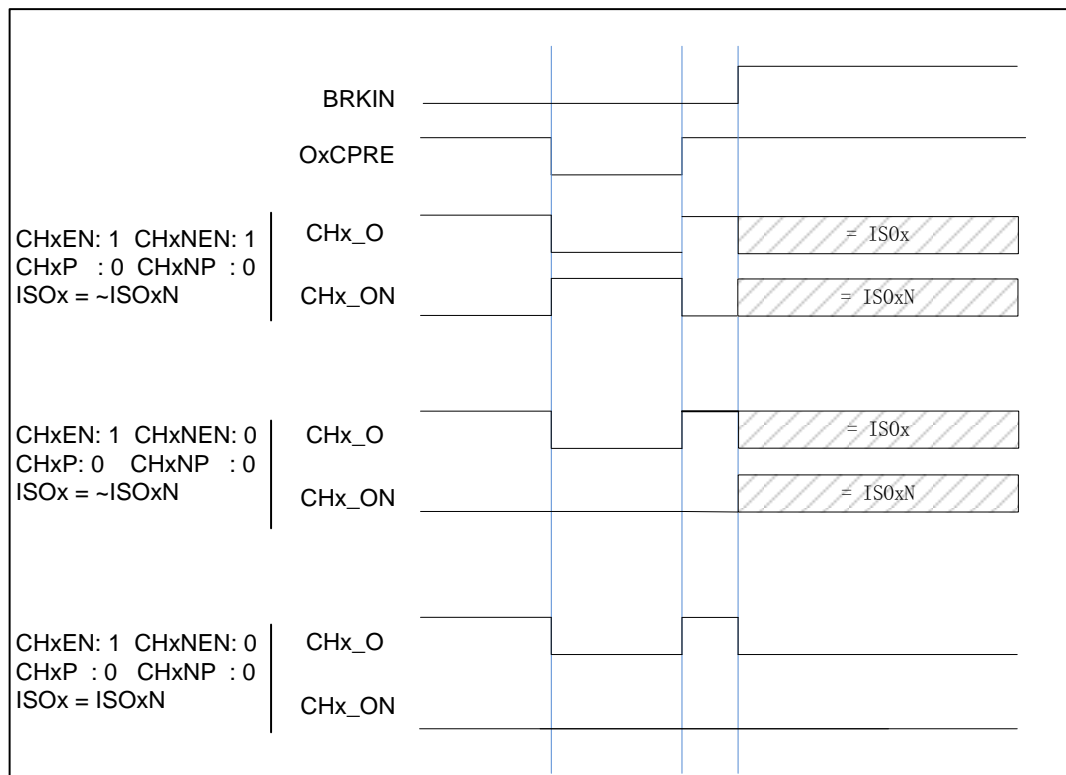 BRKIN
OxCPRE
CHxEN: 1 CHxNEN: 1
CHxP : 0 CHxNP : 0
ISOx = ~ISOxN
CHx_O
= ISOx
CHx_ON
= ISOxN
CHxEN: 1 CHxNEN: 0
CHxP: 0 CHxNP : 0
ISOx = ~ISOxN
CHx_O
= ISOx
CHx_ON
= ISOxN
CHxEN: 1 CHxNEN: 0
CHxP : 0 CHxNP : 0
ISOx = ISOxN
CHx_O
CHx_ON